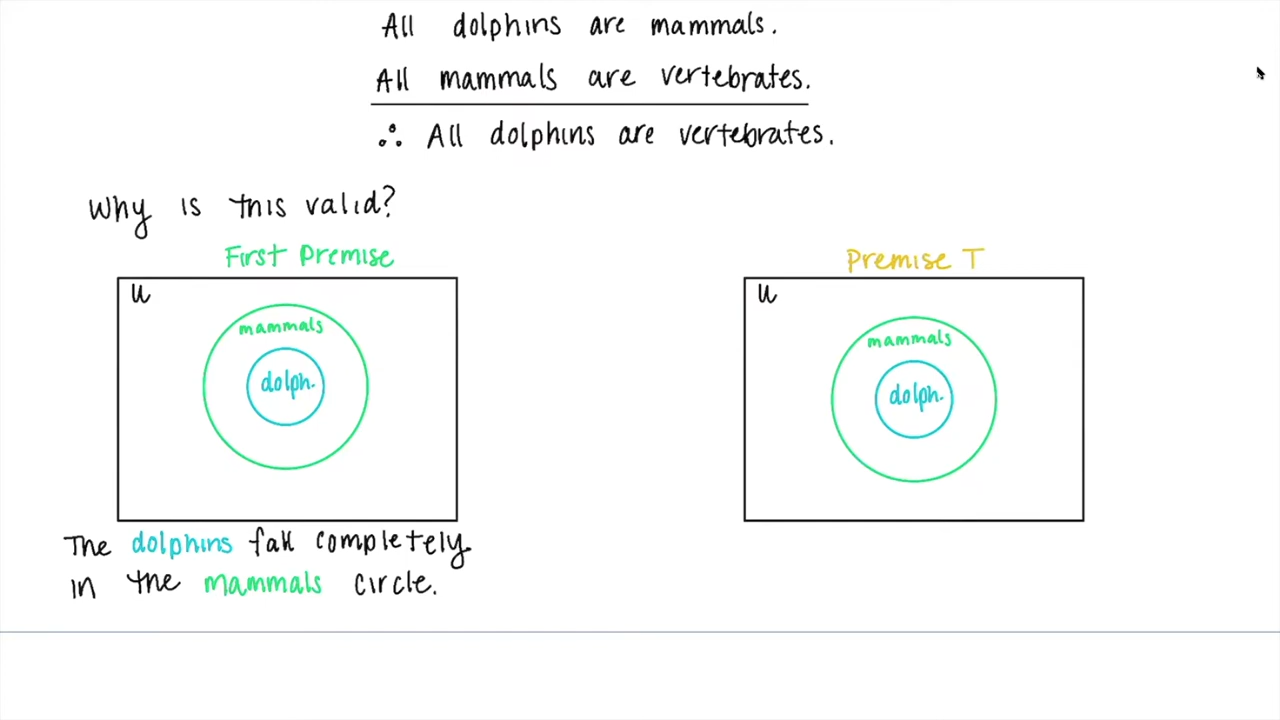 All dolphins are mammals.
All mammals are vertebrates.
∴ All dolphins are vertebrates.
Why is this valid?
First Premise
U
mammals
dolph.
The dolphins fall completely
in the mammals circle.
Premise T
U
mammals
dolph.